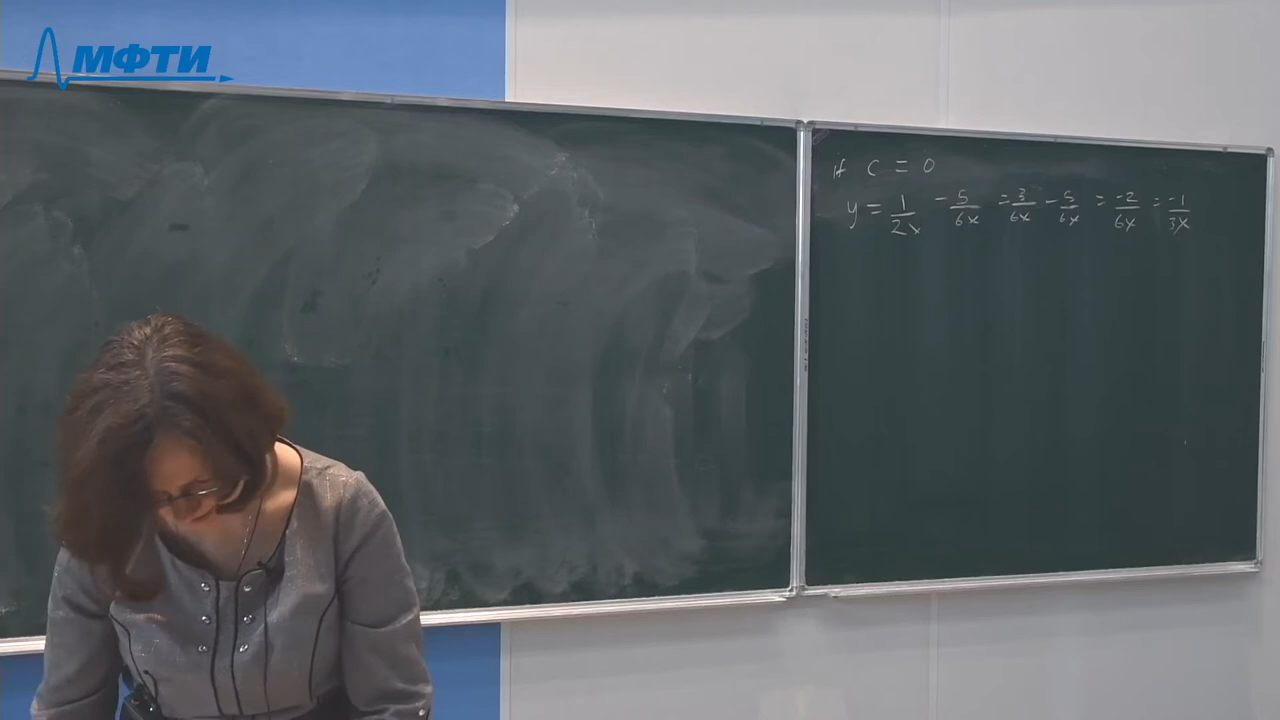 МФТИ
if c = 0
y = 1/2x - 5/6x = 3/6x - 5/6x = -2/6x = -1/3x